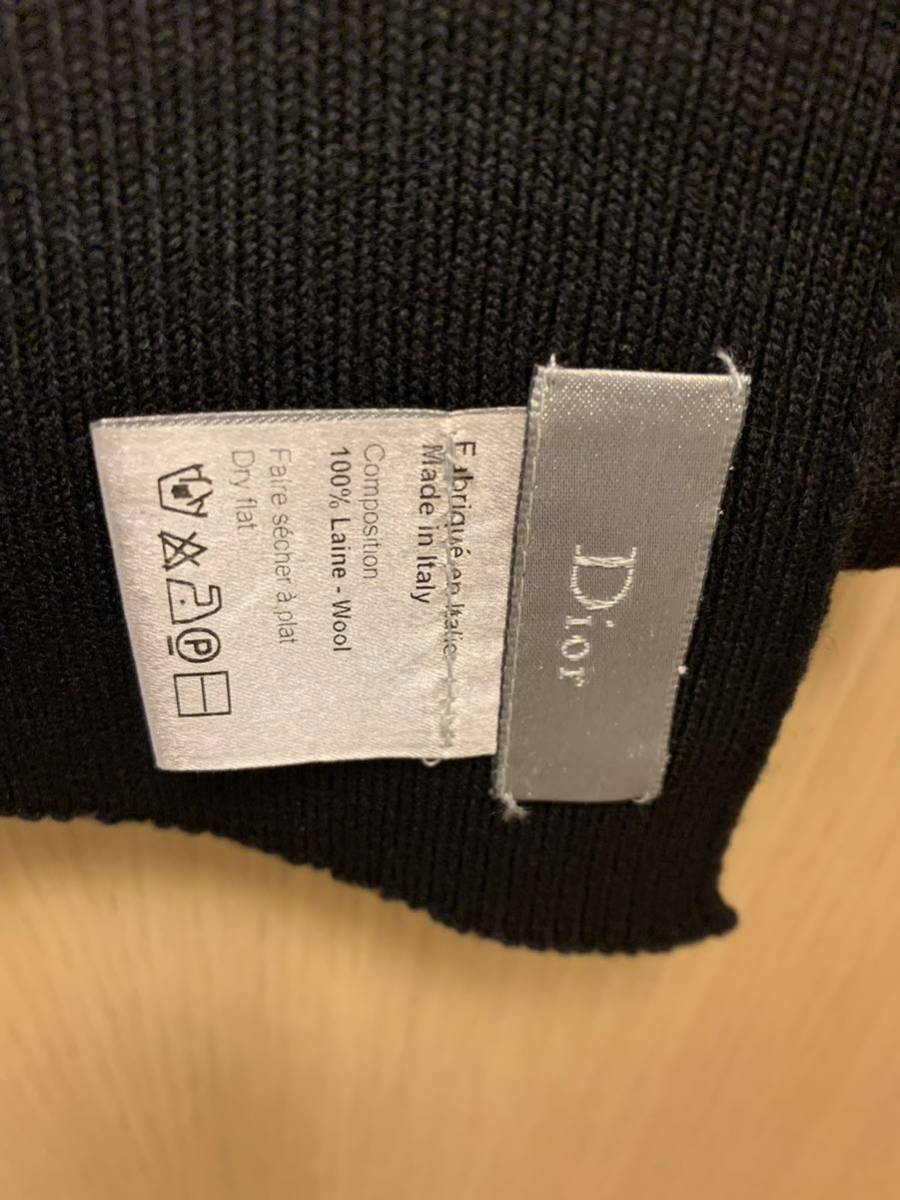 Dior
Fabriqué en Italie
Made in Italy
Composition
100% Laine - Wool
Faire sécher à plat
Dry flat
P